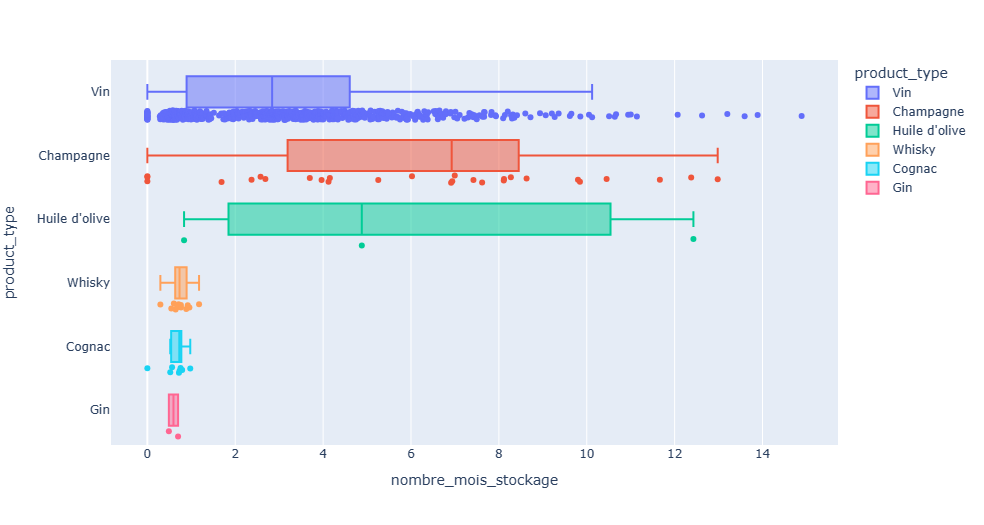 product_type
Vin
Champagne
Huile d'olive
Whisky
Cognac
Gin
0 2 4 6 8 10 12 14
nombre_mois_stockage
product_type
Vin
Champagne
Huile d'olive
Whisky
Cognac
Gin